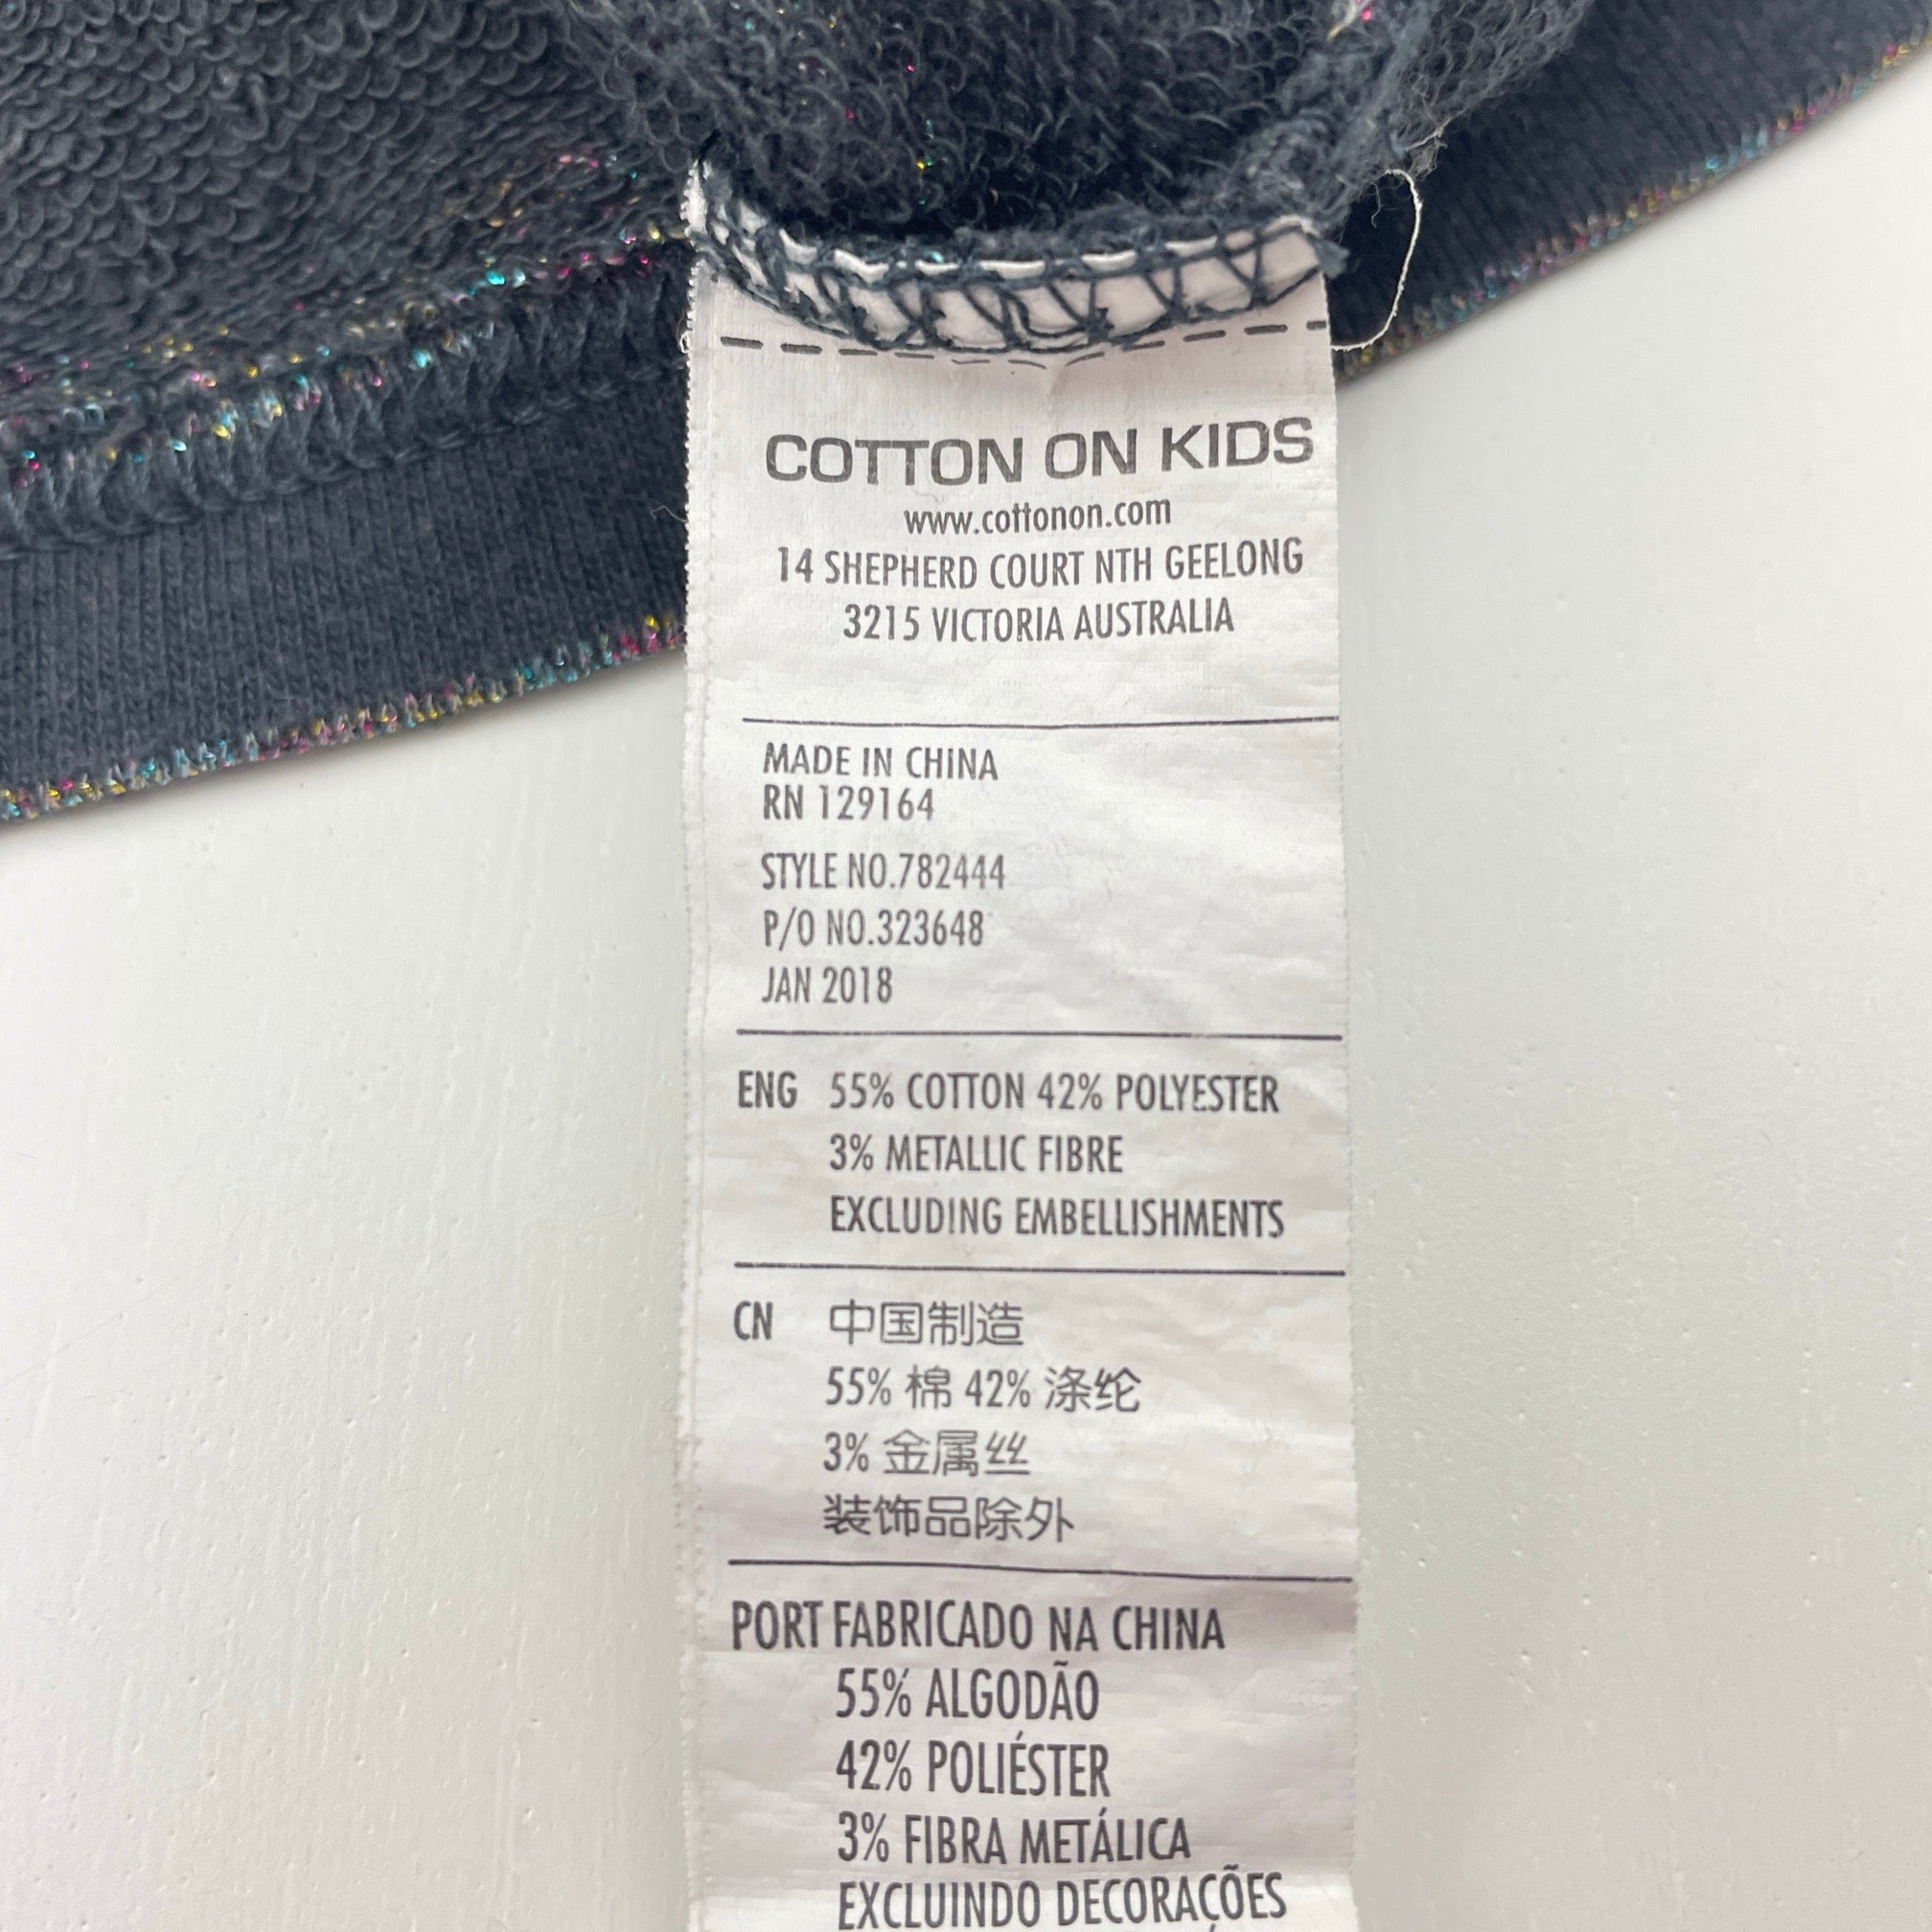 COTTON ON KIDS
www.cottonon.com
14 SHEPHERD COURT NTH GEELONG
3215 VICTORIA AUSTRALIA
MADE IN CHINA
RN 129164
STYLE NO.782444
P/O NO.323648
JAN 2018
ENG 55% COTTON 42% POLYESTER
3% METALLIC FIBRE
EXCLUDING EMBELLISHMENTS
CN 中国制造
55% 棉 42% 涤纶
3% 金属丝
装饰品除外
PORT FABRICADO NA CHINA
55% ALGODÃO
42% POLIÉSTER
3% FIBRA METÁLICA
EXCLUINDO DECORAÇÕES